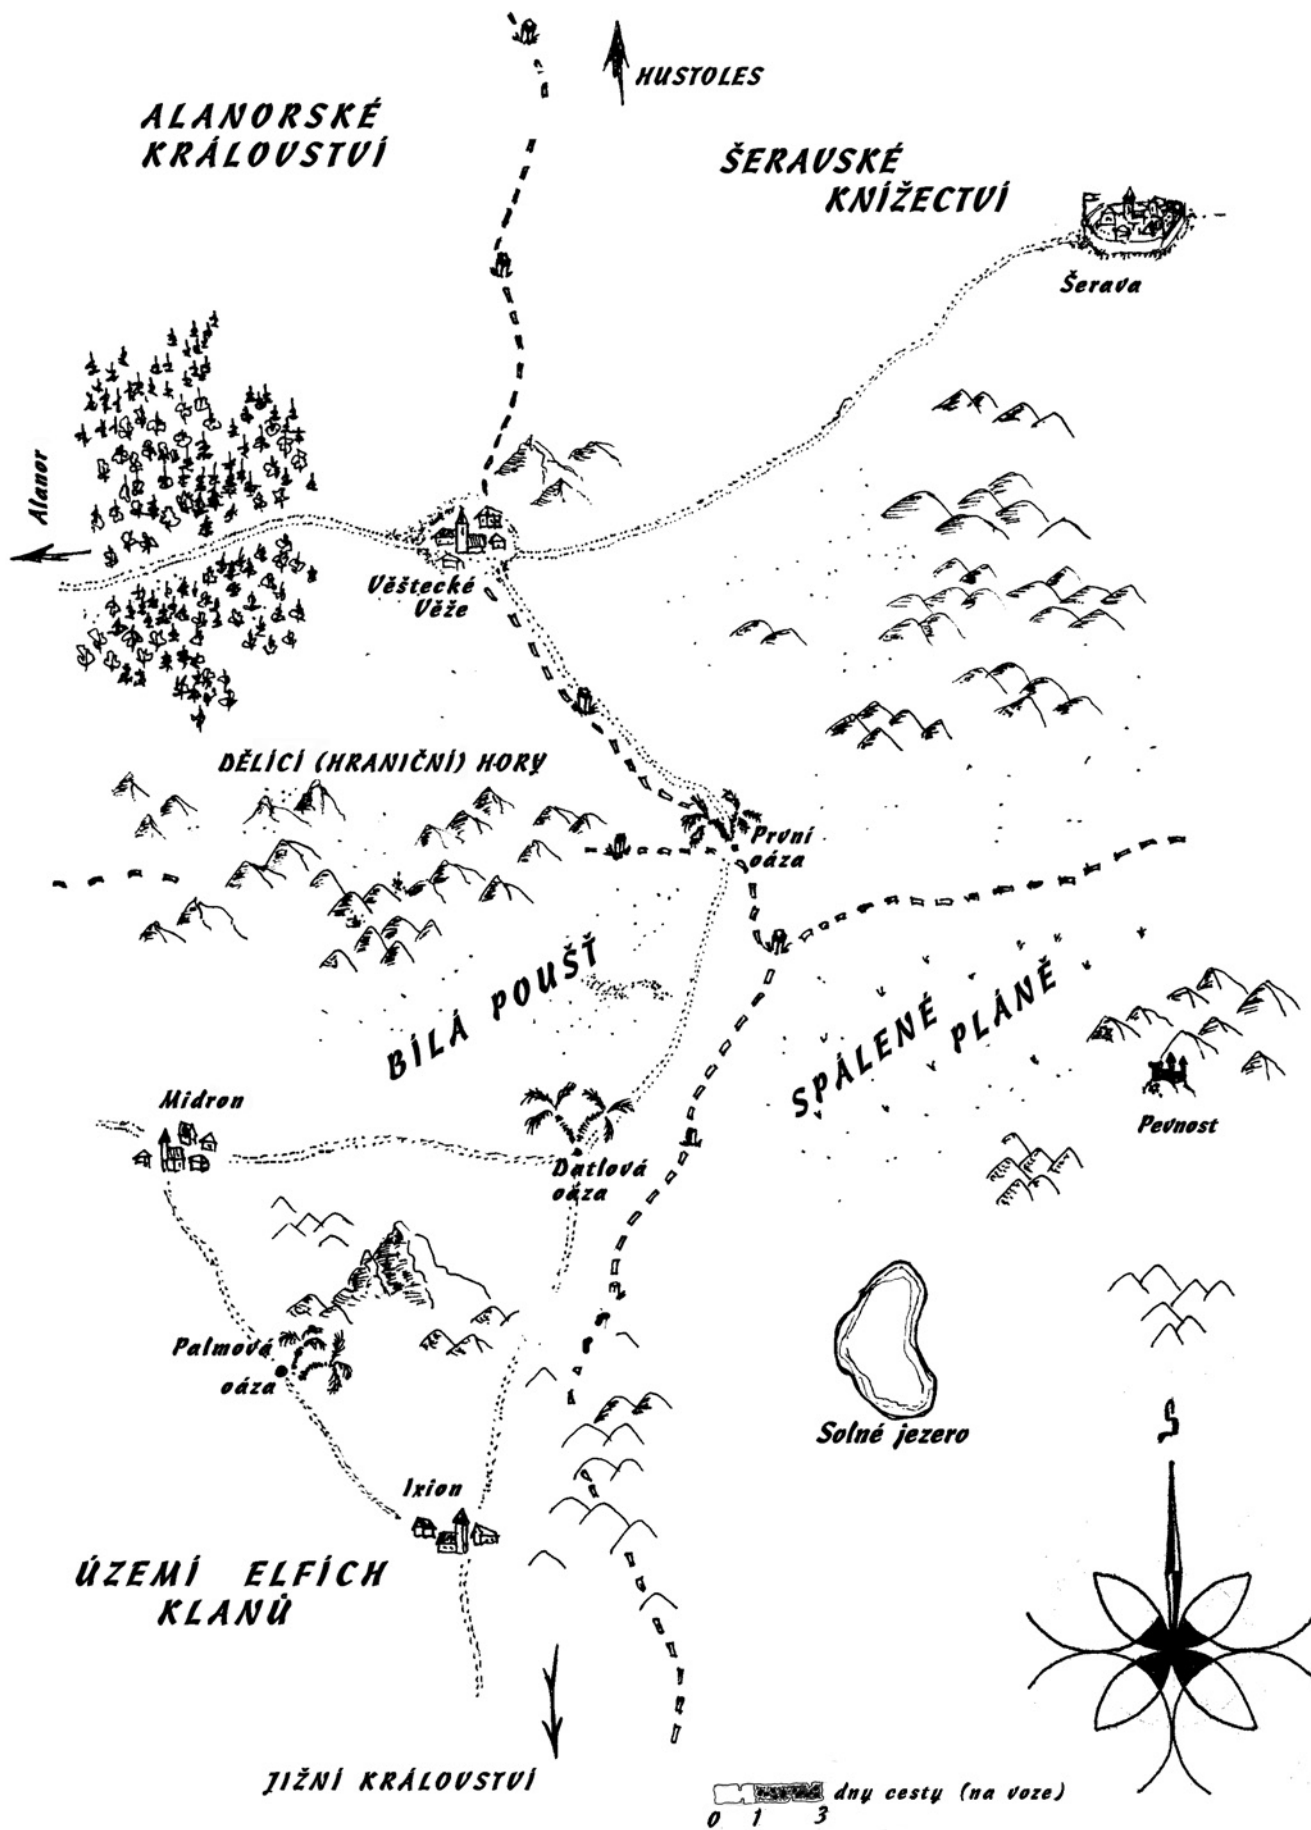 HUSTOLES
ALANORSKÉ
KRÁLOVSTVÍ
ŠERAVSKÉ
KNÍŽECTVÍ
Šerava
Alanor
Věštecké
Věže
DĚLÍCÍ (HRANIČNÍ) HORY
První
oáza
BÍLÁ POUŠŤ
SPÁLENÉ
PLÁNĚ
Midron
Pevnost
Datlová
oáza
Palmová
oáza
Solné jezero
S
Ixion
ÚZEMÍ ELFÍCH
KLANŮ
JIŽNÍ KRÁLOVSTVÍ
dny cesty (na voze)
0 1 3